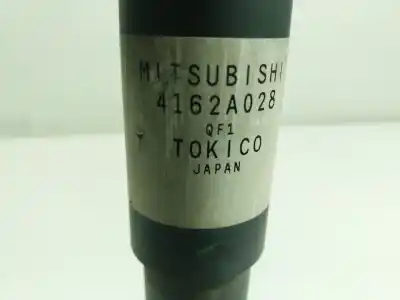 MITSUBISHI
4162A028
QF1
TOKICO
JAPAN